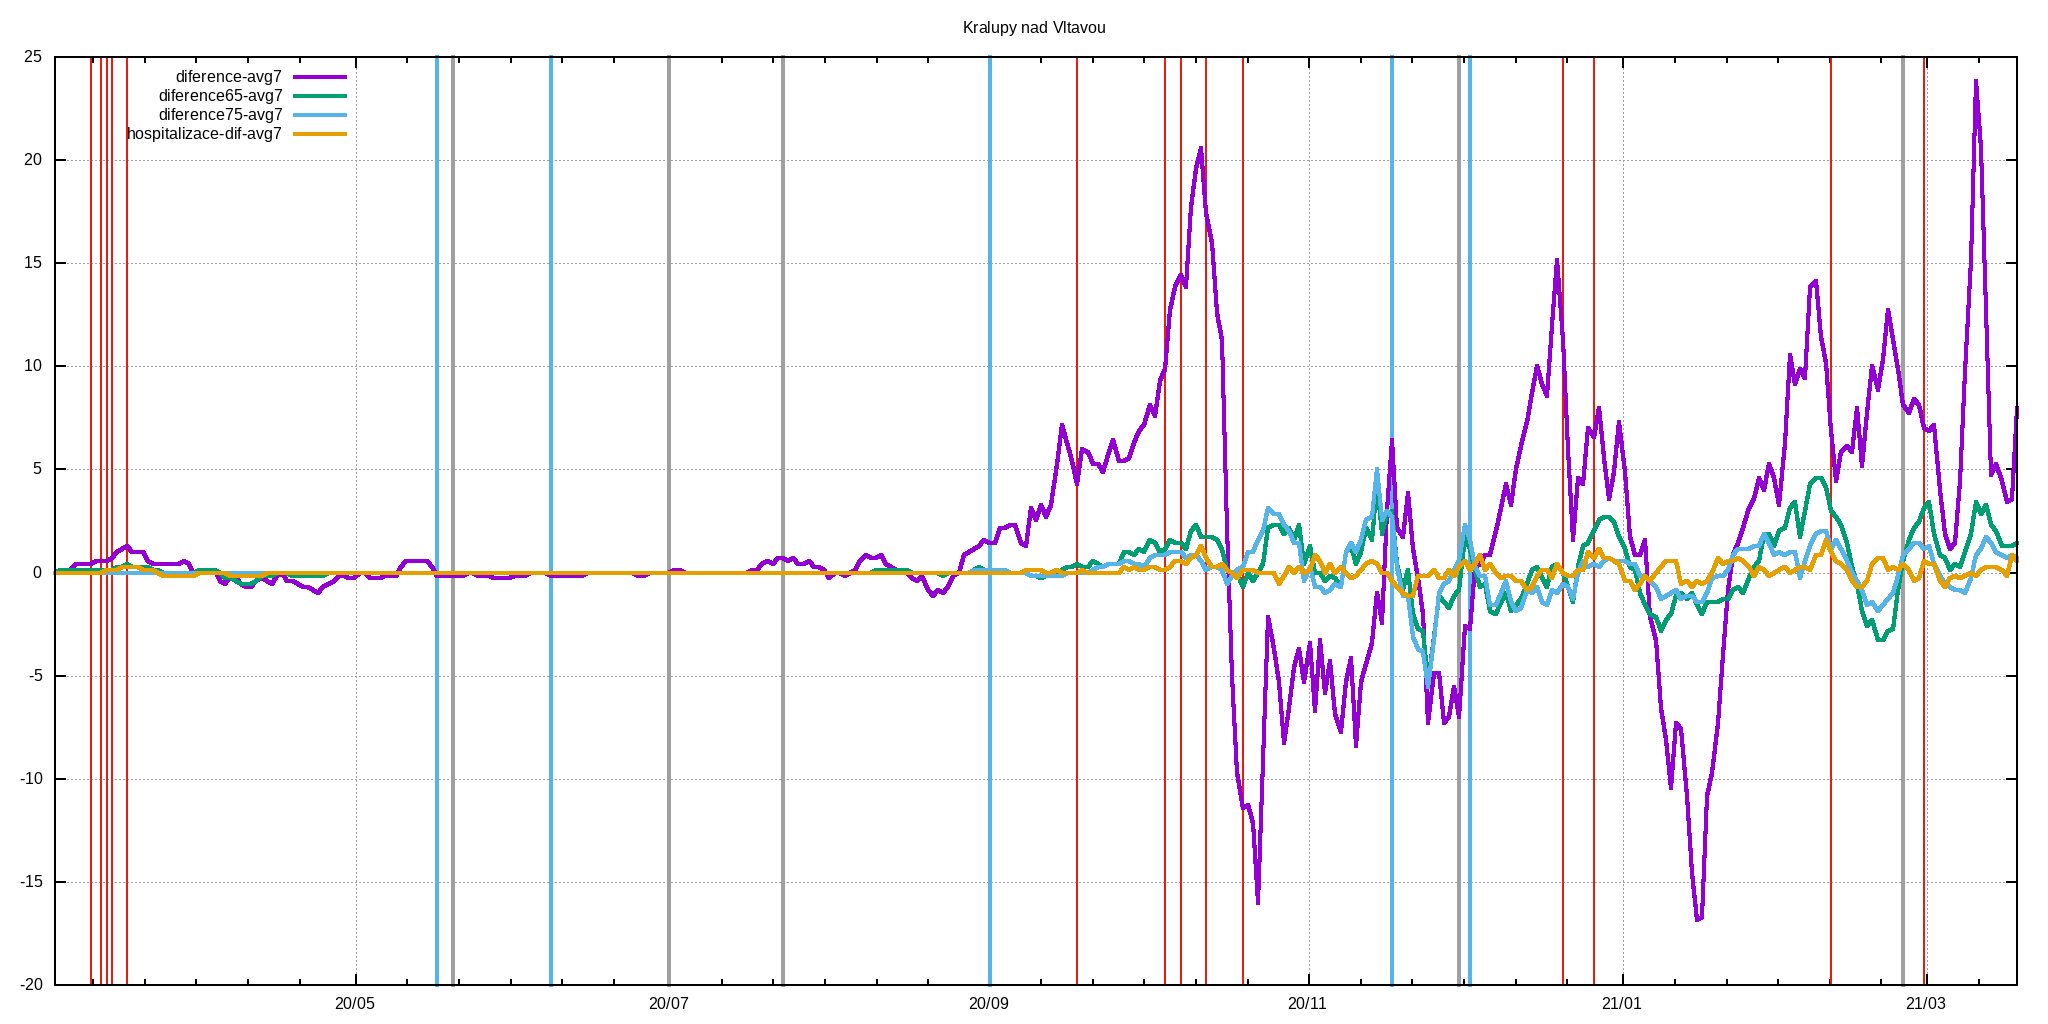 Kralupy nad Vltavou
diference-avg7
diference65-avg7
diference75-avg7
hospitalizace-dif-avg7
25
20
15
10
5
0
-5
-10
-15
-20
20/05 20/07 20/09 20/11 21/01 21/03